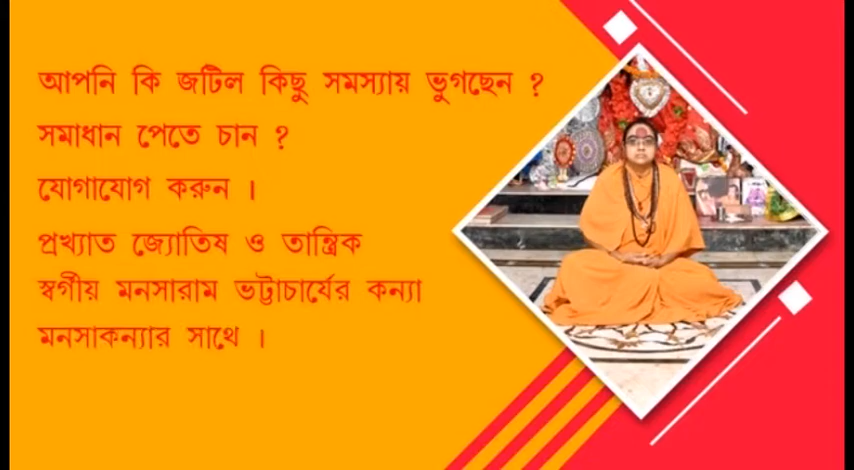 আপনি কি জটিল কিছু সমস্যায় ভুগছেন ?
সমাধান পেতে চান ?
যোগাযোগ করুন ।
প্রখ্যাত জ্যোতিষ ও তান্ত্রিক
স্বর্গীয় মনসারাম ভট্টাচার্যের কন্যা
মনসাকন্যার সাথে ।